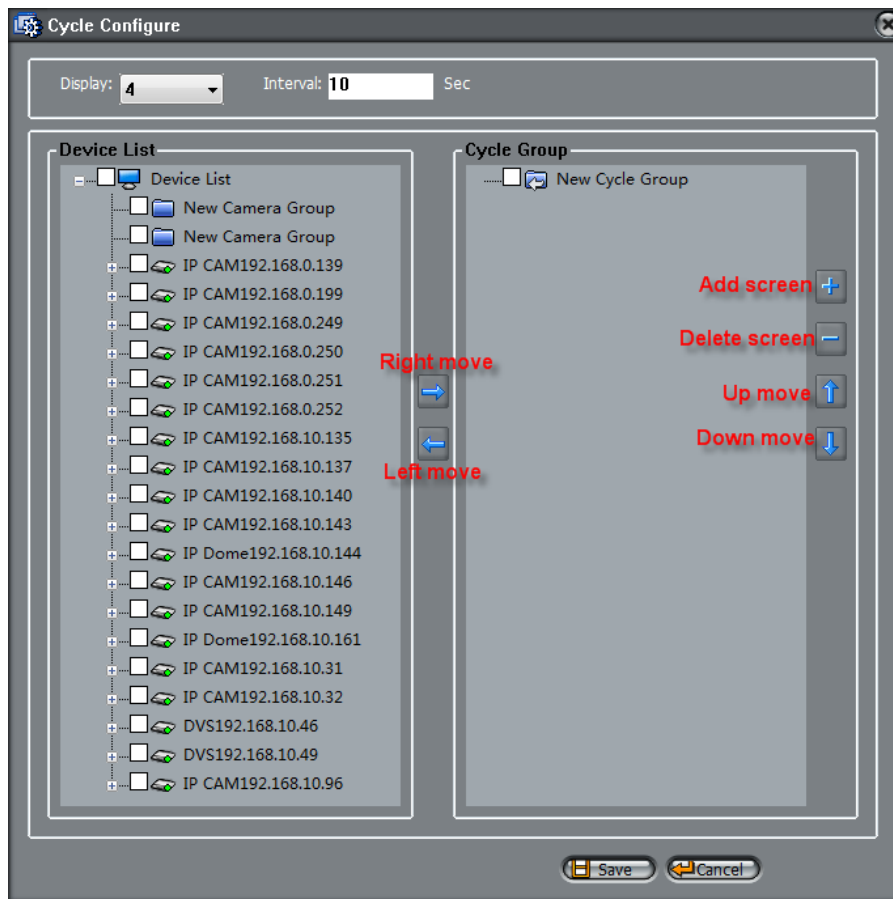 Cycle Configure
Display: 4 Interval: 10 Sec
Device List
Device List
New Camera Group
New Camera Group
IP CAM192.168.0.139
IP CAM192.168.0.199
IP CAM192.168.0.249
IP CAM192.168.0.250
IP CAM192.168.0.251
IP CAM192.168.0.252
IP CAM192.168.10.135
IP CAM192.168.10.137
IP CAM192.168.10.140
IP CAM192.168.10.143
IP Dome192.168.10.144
IP CAM192.168.10.146
IP CAM192.168.10.149
IP Dome192.168.10.161
IP CAM192.168.10.31
IP CAM192.168.10.32
DVS192.168.10.46
DVS192.168.10.49
IP CAM192.168.10.96
Right move
Left move
Cycle Group
New Cycle Group
Add screen
Delete screen
Up move
Down move
Save Cancel